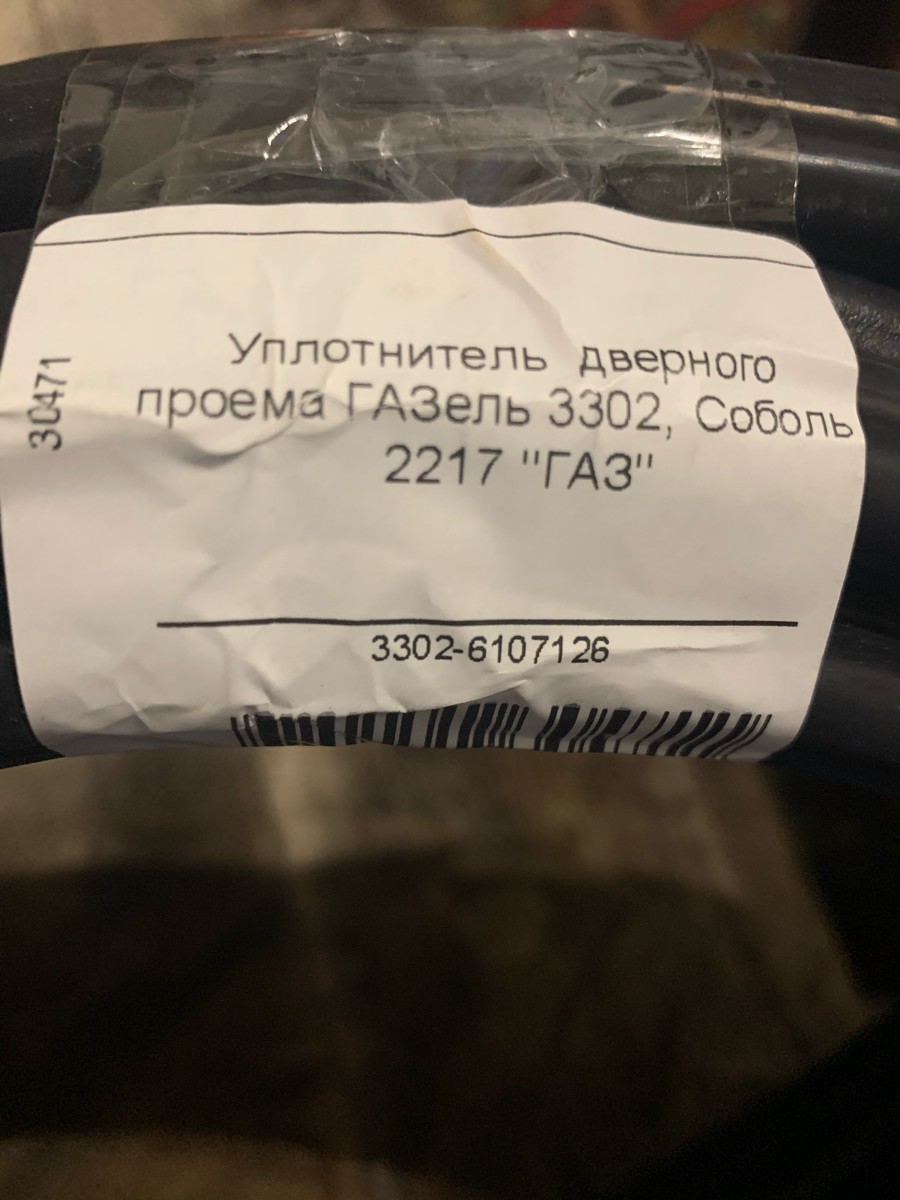 Уплотнитель дверного
проема ГАЗель 3302, Соболь
2217 "ГАЗ"
30471
3302-6107126